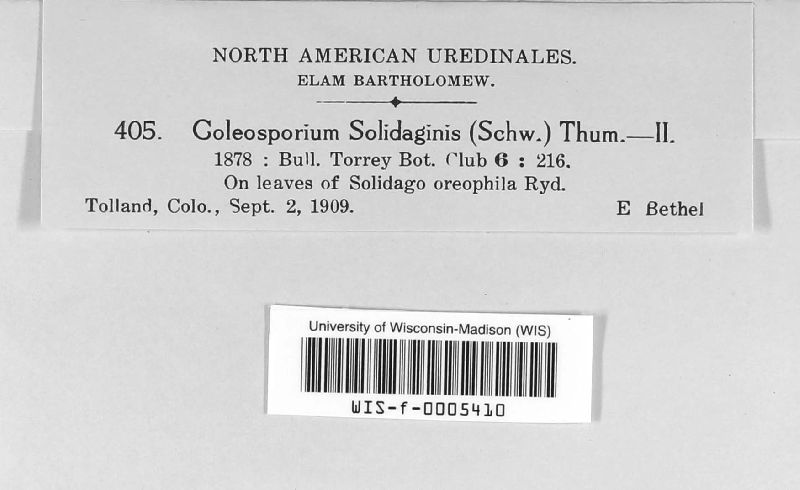 NORTH AMERICAN UREDINALES.
ELAM BARTHOLOMEW.
405. Coleosporium Solidaginis (Schw.) Thum.—II.
1878 : Bull. Torrey Bot. Club 6 : 216.
On leaves of Solidago oreophila Ryd.
Tolland, Colo., Sept. 2, 1909. E Bethel
University of Wisconsin-Madison (WIS)
WIS-f-0005410